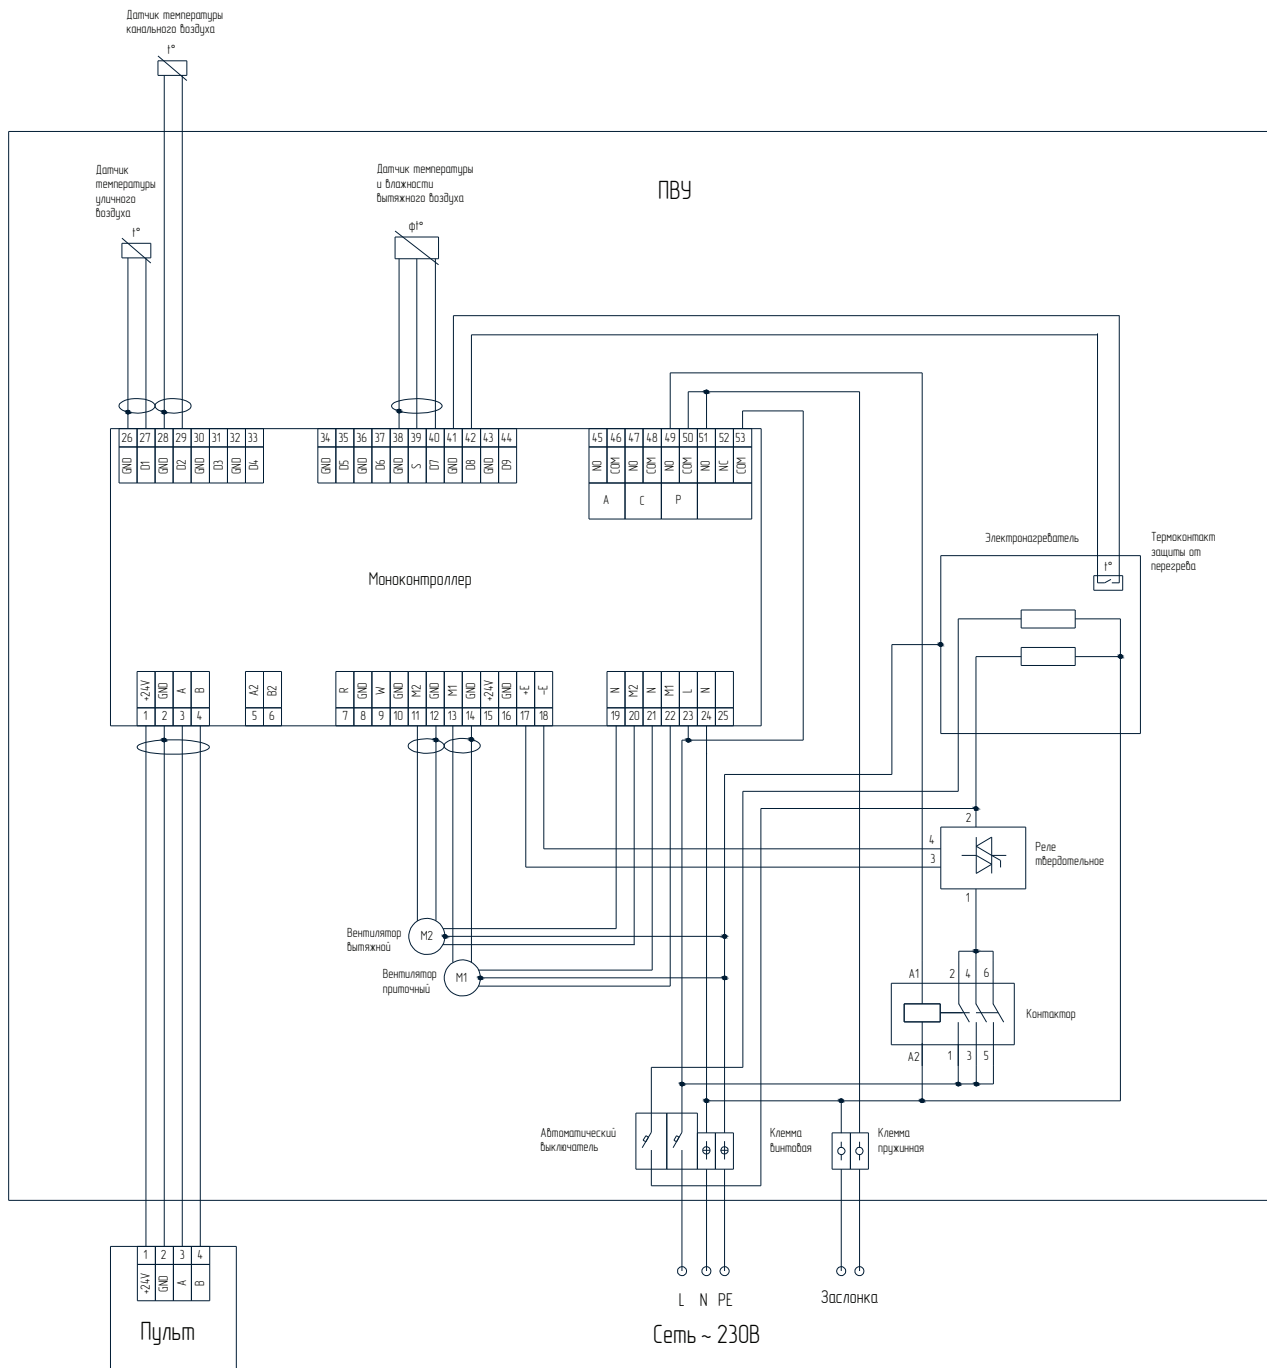 Датчик температуры
канального воздуха
t°
Датчик
температуры
уличного
воздуха
t°
Датчик температуры
и влажности
вытяжного воздуха
φt°
ПВУ
26 27 28 29 30 31 32 33
GND D1 GND D2 GND D3 GND D4
34 35 36 37 38 39 40 41 42 43 44
GND D5 GND D6 GND S D7 GND D8 GND D9
45 46 47 48 49 50 51 52 53
NO COM NO COM NO COM NO NC COM
A C P
Моноконтроллер
Электронагреватель
Термоконтакт
защиты от
перегрева
t°
+24V GND A B
1 2 3 4
A2 B2
5 6
R GND W GND M2 GND M1 GND +24V GND +E -E
7 8 9 10 11 12 13 14 15 16 17 18
N M2 N M1 L N
19 20 21 22 23 24 25
2
4
3
1
Реле
твердотельное
Вентилятор
вытяжной
M2
Вентилятор
приточный
M1
A1 2 4 6
Контактор
A2 1 3 5
Автоматический
выключатель
Клемма
винтовая
Клемма
пружинная
1 2 3 4
+24V GND A B
Пульт
L N PE
Сеть ~ 230В
Заслонка